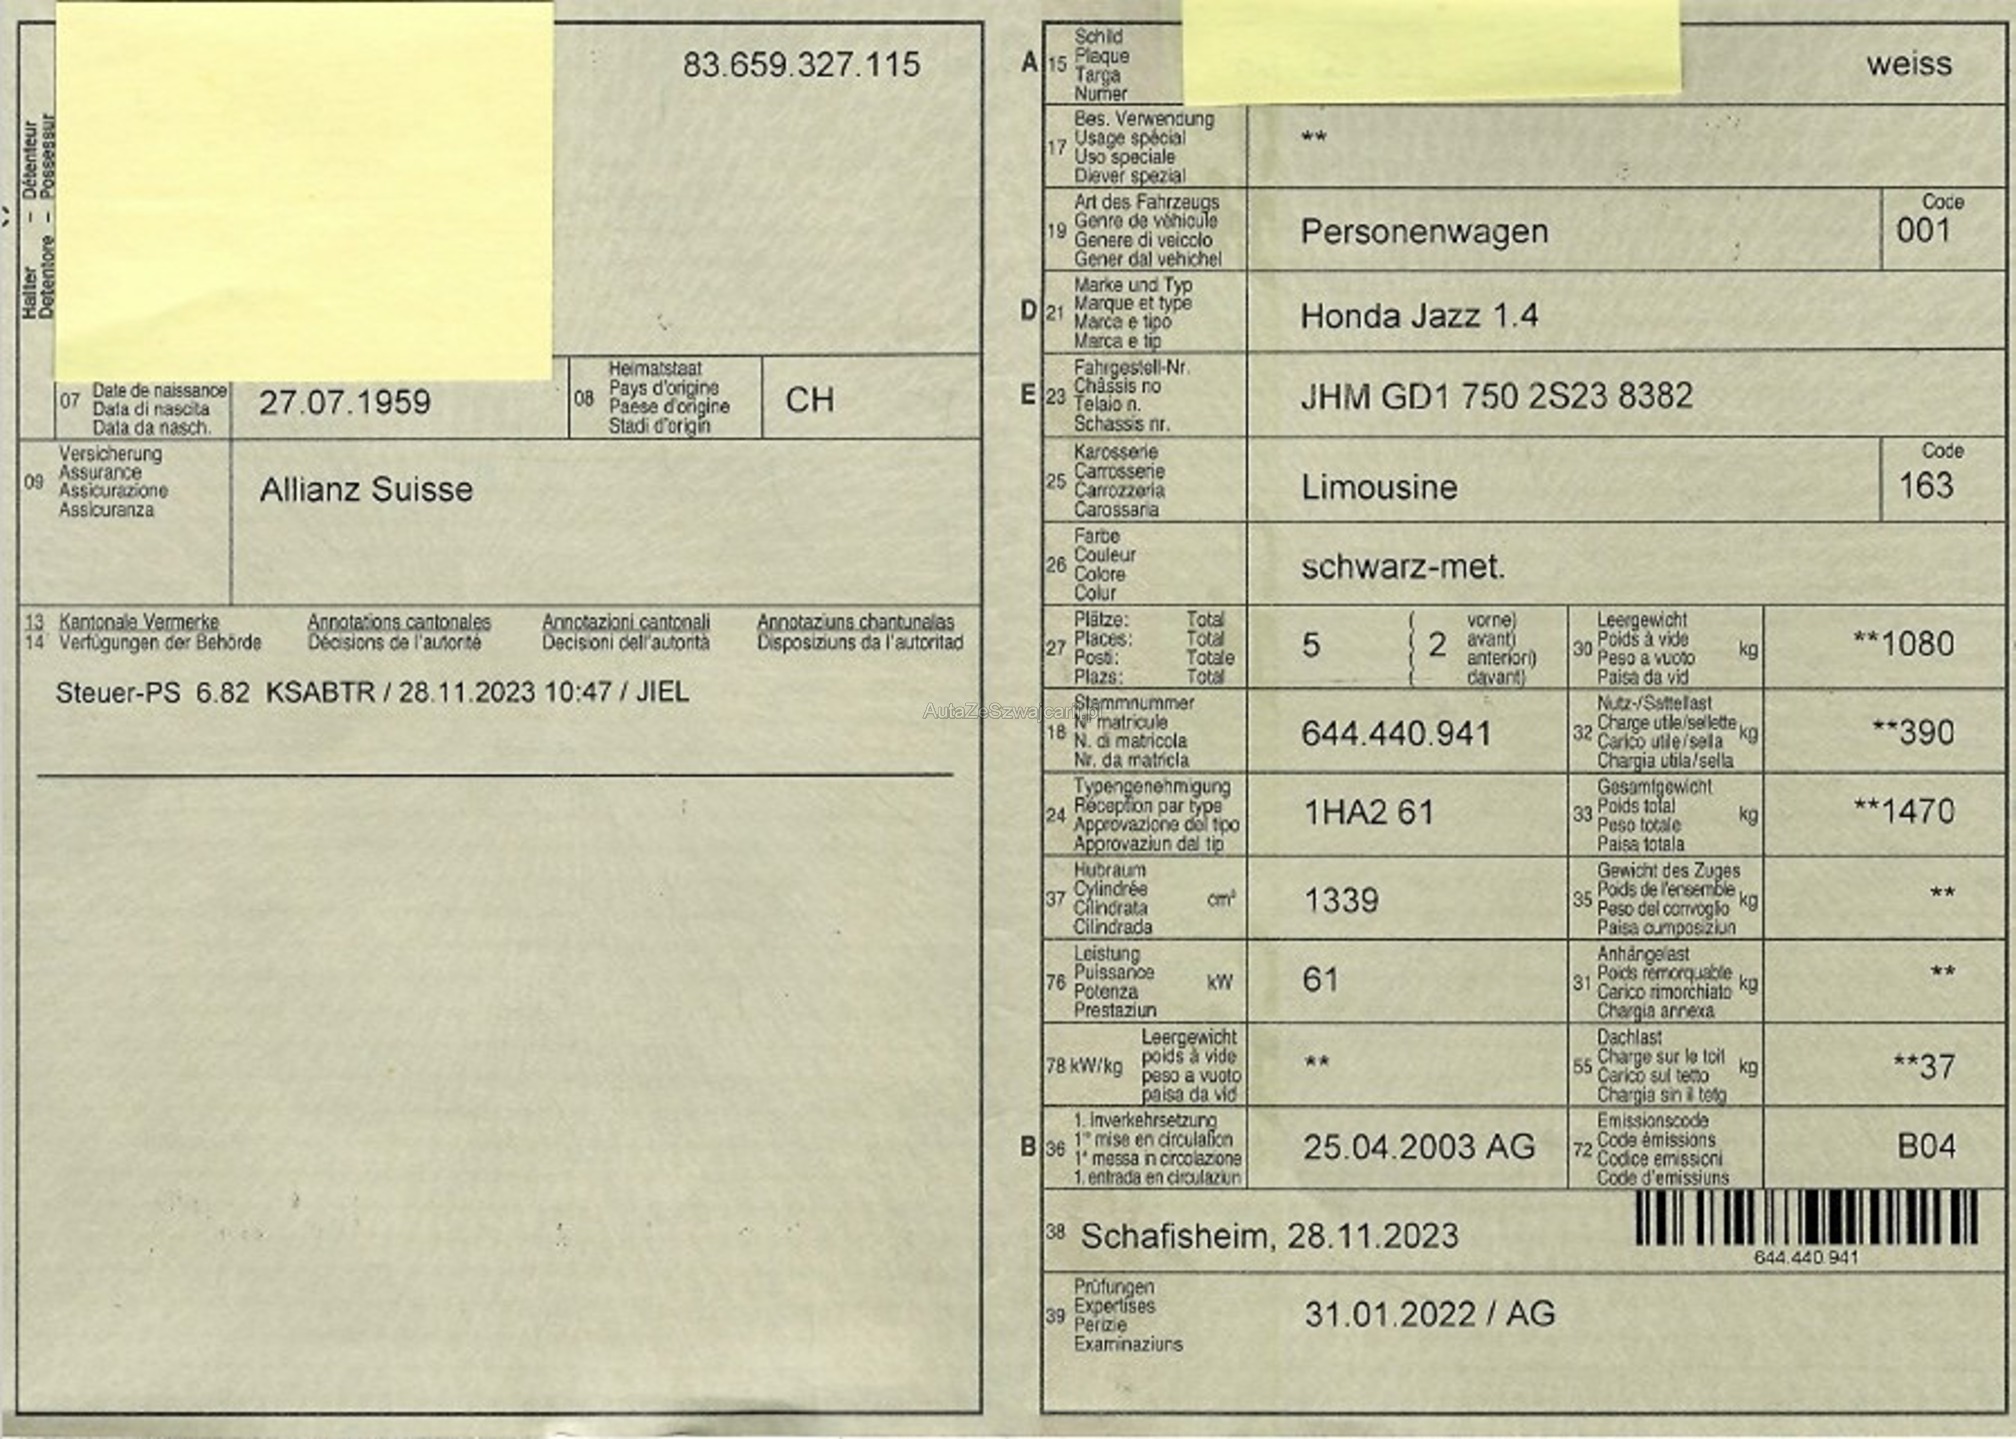 83.659.327.115
Halter – Détenteur
Detentore – Possessur
07 Date de naissance
Data di nascita
Data da nasch.
27.07.1959
08 Heimatstaat
Pays d'origine
Paese d'origine
Stadi d'origin
CH
09 Versicherung
Assurance
Assicurazione
Assicuranza
Allianz Suisse
13 Kantonale Vermerke Annotations cantonales Annotazioni cantonali Annotaziuns chantunalas
14 Verfügungen der Behörde Décisions de l'autorité Decisioni dell'autorità Disposiziuns da l'autoritad
Steuer-PS 6.82 KSABTR / 28.11.2023 10:47 / JIEL
A 15 Schild
Plaque
Targa
Numer
weiss
17 Bes. Verwendung
Usage spécial
Uso speciale
Diever spezial
**
19 Art des Fahrzeugs
Genre de véhicule
Genere di veicolo
Gener dal vehichel
Personenwagen
Code
001
D 21 Marke und Typ
Marque et type
Marca e tipo
Marca e tip
Honda Jazz 1.4
E 23 Fahrgestell-Nr.
Châssis no
Telaio n.
Schassis nr.
JHM GD1 750 2S23 8382
25 Karosserie
Carrosserie
Carrozzeria
Carossaria
Limousine
Code
163
26 Farbe
Couleur
Colore
Colur
schwarz-met.
27 Plätze: Total
Places: Total
Posti: Totale
Plazs: Total
5 ( 2 vorne)
( avant)
( anteriori)
( davant)
30 Leergewicht
Poids à vide kg
Peso a vuoto
Paisa da vid
**1080
18 Stammnummer
N° matricule
N. di matricola
Nr. da matricla
644.440.941
32 Nutz-/Sattellast
Charge utile/sellette kg
Carico utile/sella
Chargia utila/sella
**390
24 Typengenehmigung
Réception par type
Approvazione del tipo
Approvaziun dal tip
1HA2 61
33 Gesamtgewicht
Poids total kg
Peso totale
Paisa totala
**1470
37 Hubraum
Cylindrée cm³
Cilindrata
Cilindrada
1339
35 Gewicht des Zuges
Poids de l'ensemble kg
Peso del convoglio
Paisa cumposiziun
**
76 Leistung
Puissance kW
Potenza
Prestaziun
61
31 Anhängelast
Poids remorquable kg
Carico rimorchiato
Chargia annexa
**
78 kW/kg Leergewicht
poids à vide
peso a vuoto
paisa da vid
**
55 Dachlast
Charge sur le toit kg
Carico sul tetto
Chargia sin il tetg
**37
B 36 1. Inverkehrsetzung
1re mise en circulation
1a messa in circolazione
1. entrada en circulaziun
25.04.2003 AG
72 Emissionscode
Code émissions
Codice emissioni
Code d'emissiuns
B04
38 Schafisheim, 28.11.2023
644.440.941
39 Prüfungen
Expertises
Perizie
Examinaziuns
31.01.2022 / AG
AutaZeSzwajcarii.pl